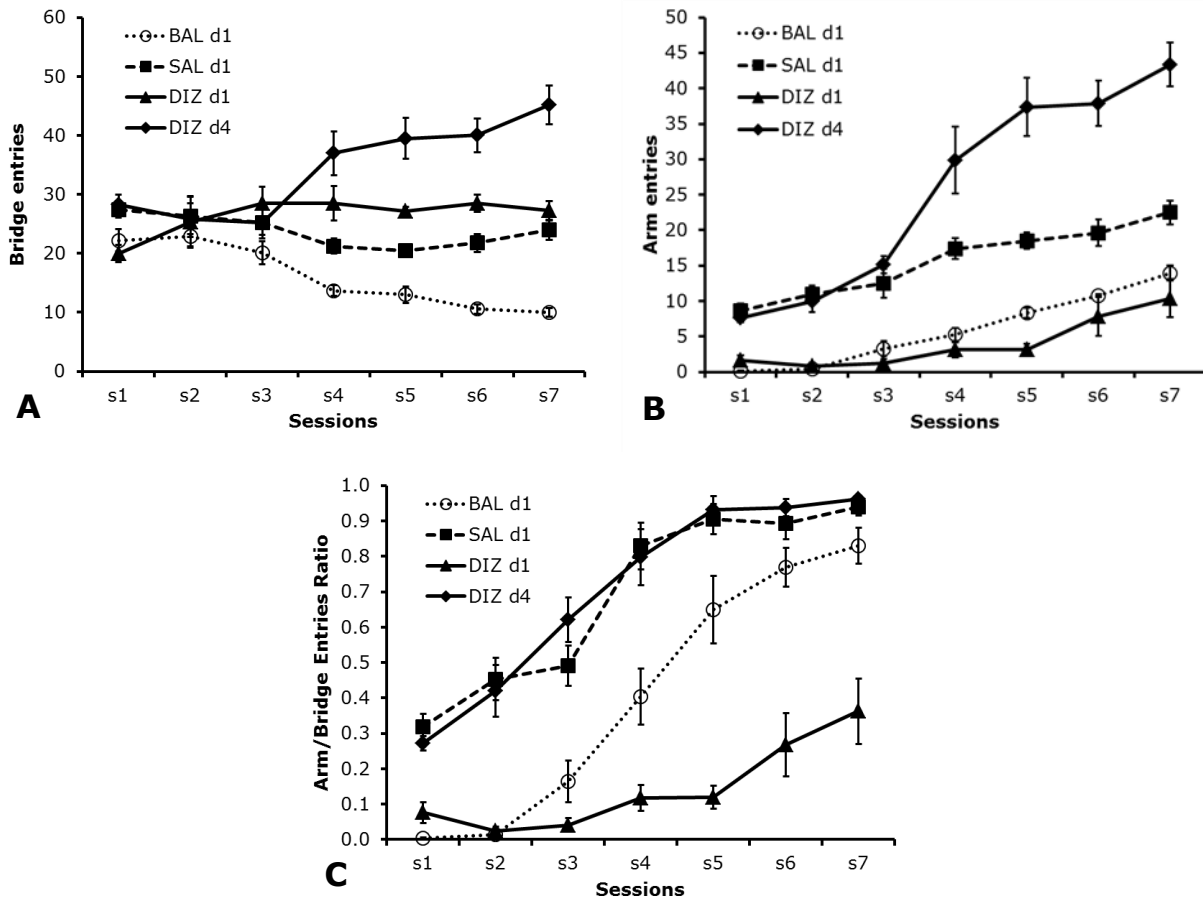 60
50
40
30
20
10
0
Bridge entries
BAL d1
SAL d1
DIZ d1
DIZ d4
s1 s2 s3 s4 s5 s6 s7
Sessions
A
50
45
40
35
30
25
20
15
10
5
0
Arm entries
BAL d1
SAL d1
DIZ d1
DIZ d4
s1 s2 s3 s4 s5 s6 s7
Sessions
B
1.0
0.9
0.8
0.7
0.6
0.5
0.4
0.3
0.2
0.1
0.0
Arm/Bridge Entries Ratio
BAL d1
SAL d1
DIZ d1
DIZ d4
s1 s2 s3 s4 s5 s6 s7
Sessions
C